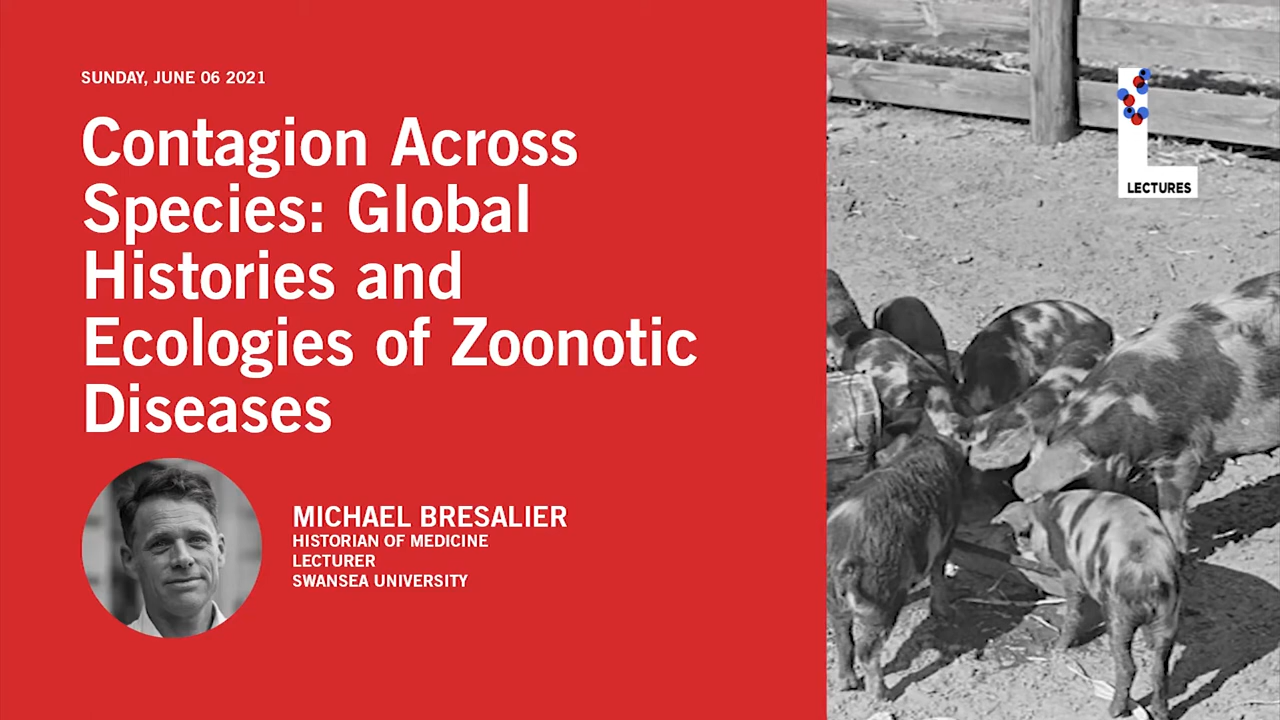 SUNDAY, JUNE 06 2021
Contagion Across
Species: Global
Histories and
Ecologies of Zoonotic
Diseases
MICHAEL BRESALIER
HISTORIAN OF MEDICINE
LECTURER
SWANSEA UNIVERSITY
L
LECTURES